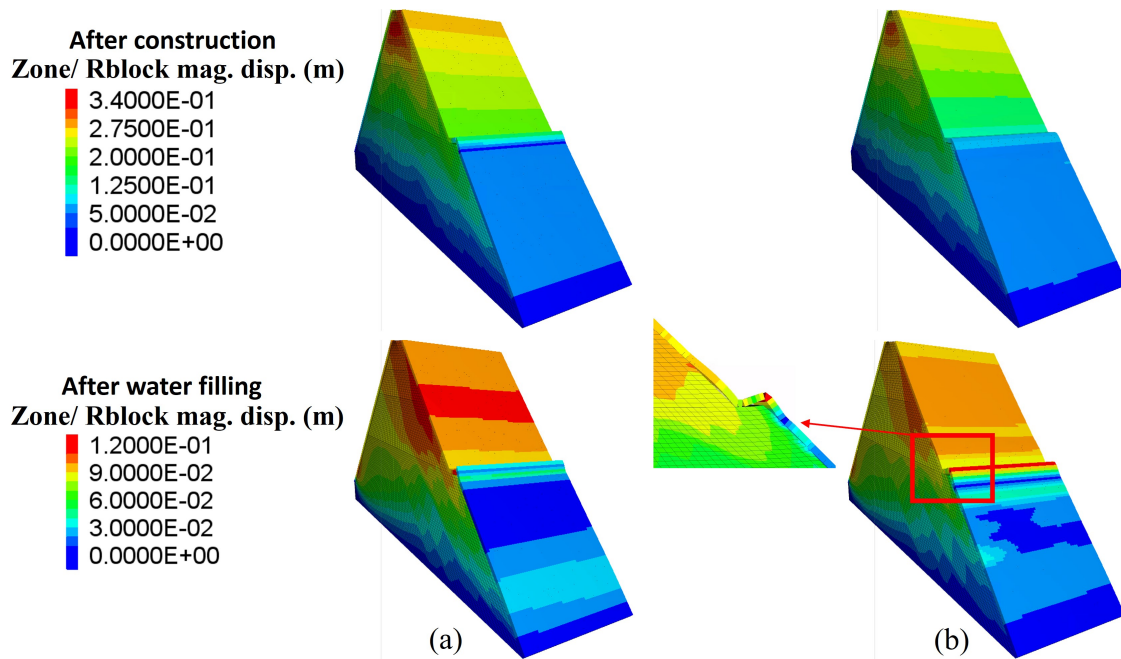 After construction
Zone/ Rblock mag. disp. (m)
3.4000E-01
2.7500E-01
2.0000E-01
1.2500E-01
5.0000E-02
0.0000E+00
After water filling
Zone/ Rblock mag. disp. (m)
1.2000E-01
9.0000E-02
6.0000E-02
3.0000E-02
0.0000E+00
(a)
(b)